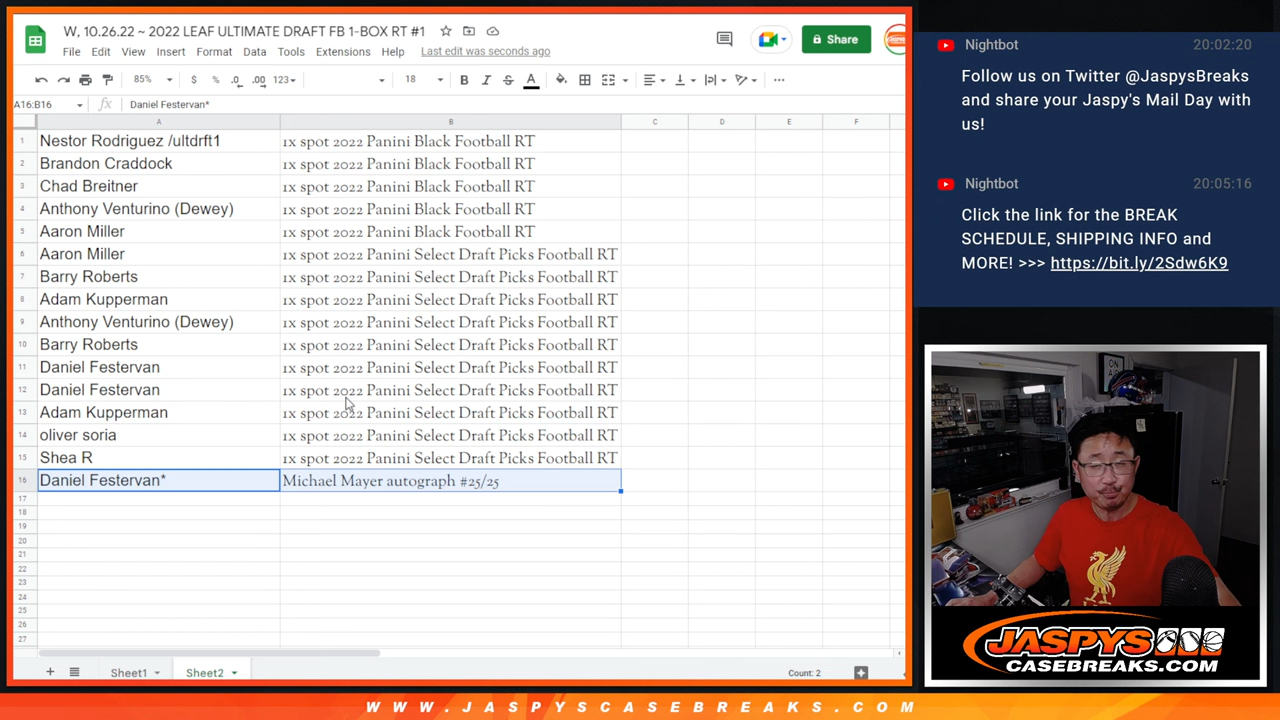 W, 10.26.22 ~ 2022 LEAF ULTIMATE DRAFT FB 1-BOX RT #1
File Edit View Insert Format Data Tools Extensions Help Last edit was seconds ago
Share
85% $ % .0 .00 123 18 B I S A
A16:B16 fx Daniel Festervan*
A B C D E F
1 Nestor Rodriguez /ultdrft1 1x spot 2022 Panini Black Football RT
2 Brandon Craddock 1x spot 2022 Panini Black Football RT
3 Chad Breitner 1x spot 2022 Panini Black Football RT
4 Anthony Venturino (Dewey) 1x spot 2022 Panini Black Football RT
5 Aaron Miller 1x spot 2022 Panini Black Football RT
6 Aaron Miller 1x spot 2022 Panini Select Draft Picks Football RT
7 Barry Roberts 1x spot 2022 Panini Select Draft Picks Football RT
8 Adam Kupperman 1x spot 2022 Panini Select Draft Picks Football RT
9 Anthony Venturino (Dewey) 1x spot 2022 Panini Select Draft Picks Football RT
10 Barry Roberts 1x spot 2022 Panini Select Draft Picks Football RT
11 Daniel Festervan 1x spot 2022 Panini Select Draft Picks Football RT
12 Daniel Festervan 1x spot 2022 Panini Select Draft Picks Football RT
13 Adam Kupperman 1x spot 2022 Panini Select Draft Picks Football RT
14 oliver soria 1x spot 2022 Panini Select Draft Picks Football RT
15 Shea R 1x spot 2022 Panini Select Draft Picks Football RT
16 Daniel Festervan* Michael Mayer autograph #25/25
17
18
19
20
21
22
23
24
25
26
27
Sheet1 Sheet2 Count: 2
Nightbot 20:02:20
Follow us on Twitter @JaspysBreaks
and share your Jaspy's Mail Day with
us!
Nightbot 20:05:16
Click the link for the BREAK
SCHEDULE, SHIPPING INFO and
MORE! >>> https://bit.ly/2Sdw6K9
ON
AIR
JASPYS
CASEBREAKS.COM
WWW.JASPYSCASEBREAKS.COM